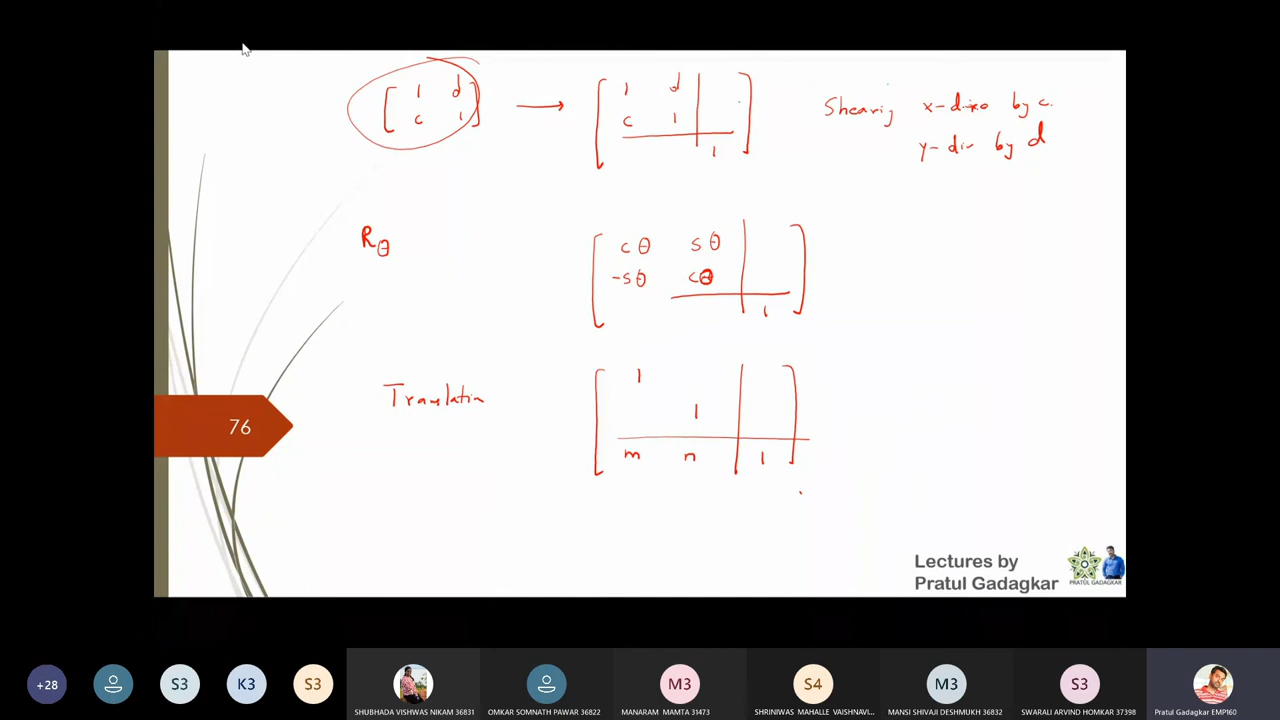 1 d
c 1
→
1 d
c 1
1
Shearing x-dirxo by c.
y-dir by d
Rθ
cθ sθ
-sθ cθ
1
Translatin
1
1
m n 1
76
Lectures by
Pratul Gadagkar
PRATUL GADAGKAR
+28
S3
K3
S3
M3
S4
M3
S3
SHUBHADA VISHWAS NIKAM 36831
OMKAR SOMNATH PAWAR 36822
MANARAM MAMTA 31473
SHRINIWAS MAHALLE VAISHNAVI...
MANSI SHIVAJI DESHMUKH 36832
SWARALI ARVIND HOMKAR 37398
Pratul Gadagkar EMP160